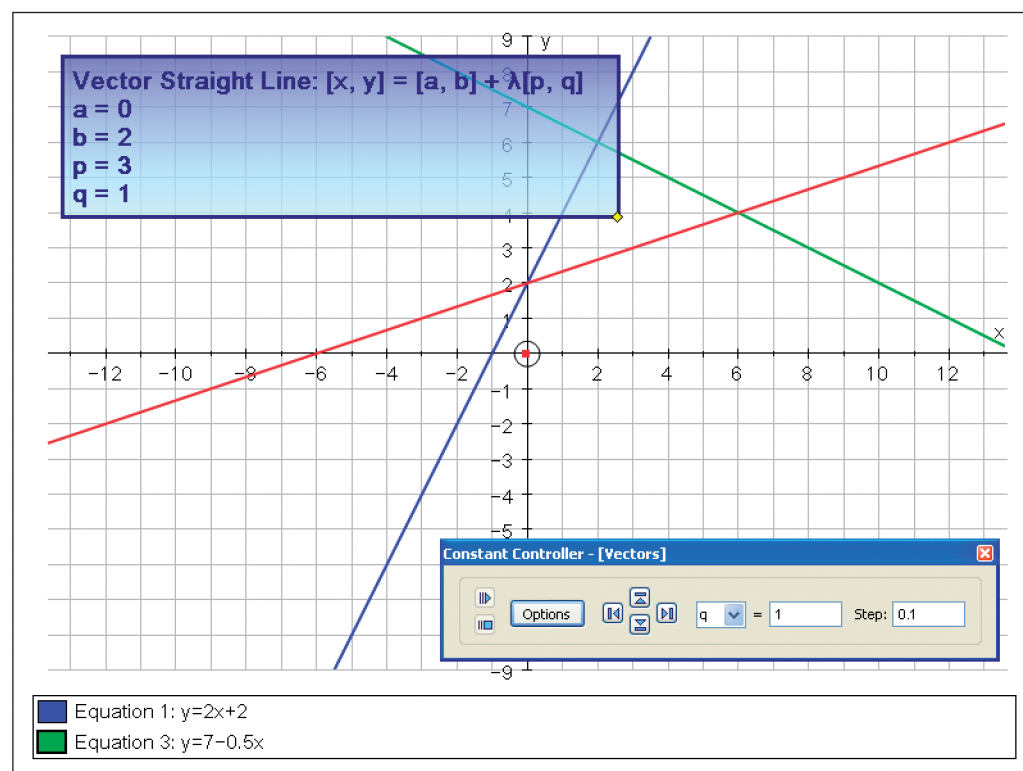 9 y
Vector Straight Line: [x, y] = [a, b] + λ[p, q]
8
a = 0
7
b = 2
6
p = 3
5
q = 1
4
3
2
1
x
−12 −10 −8 −6 −4 −2 2 4 6 8 10 12
−1
−2
−3
−4
−5
Constant Controller - [Vectors]
Options q = 1 Step: 0.1
−9
Equation 1: y=2x+2
Equation 3: y=7−0.5x